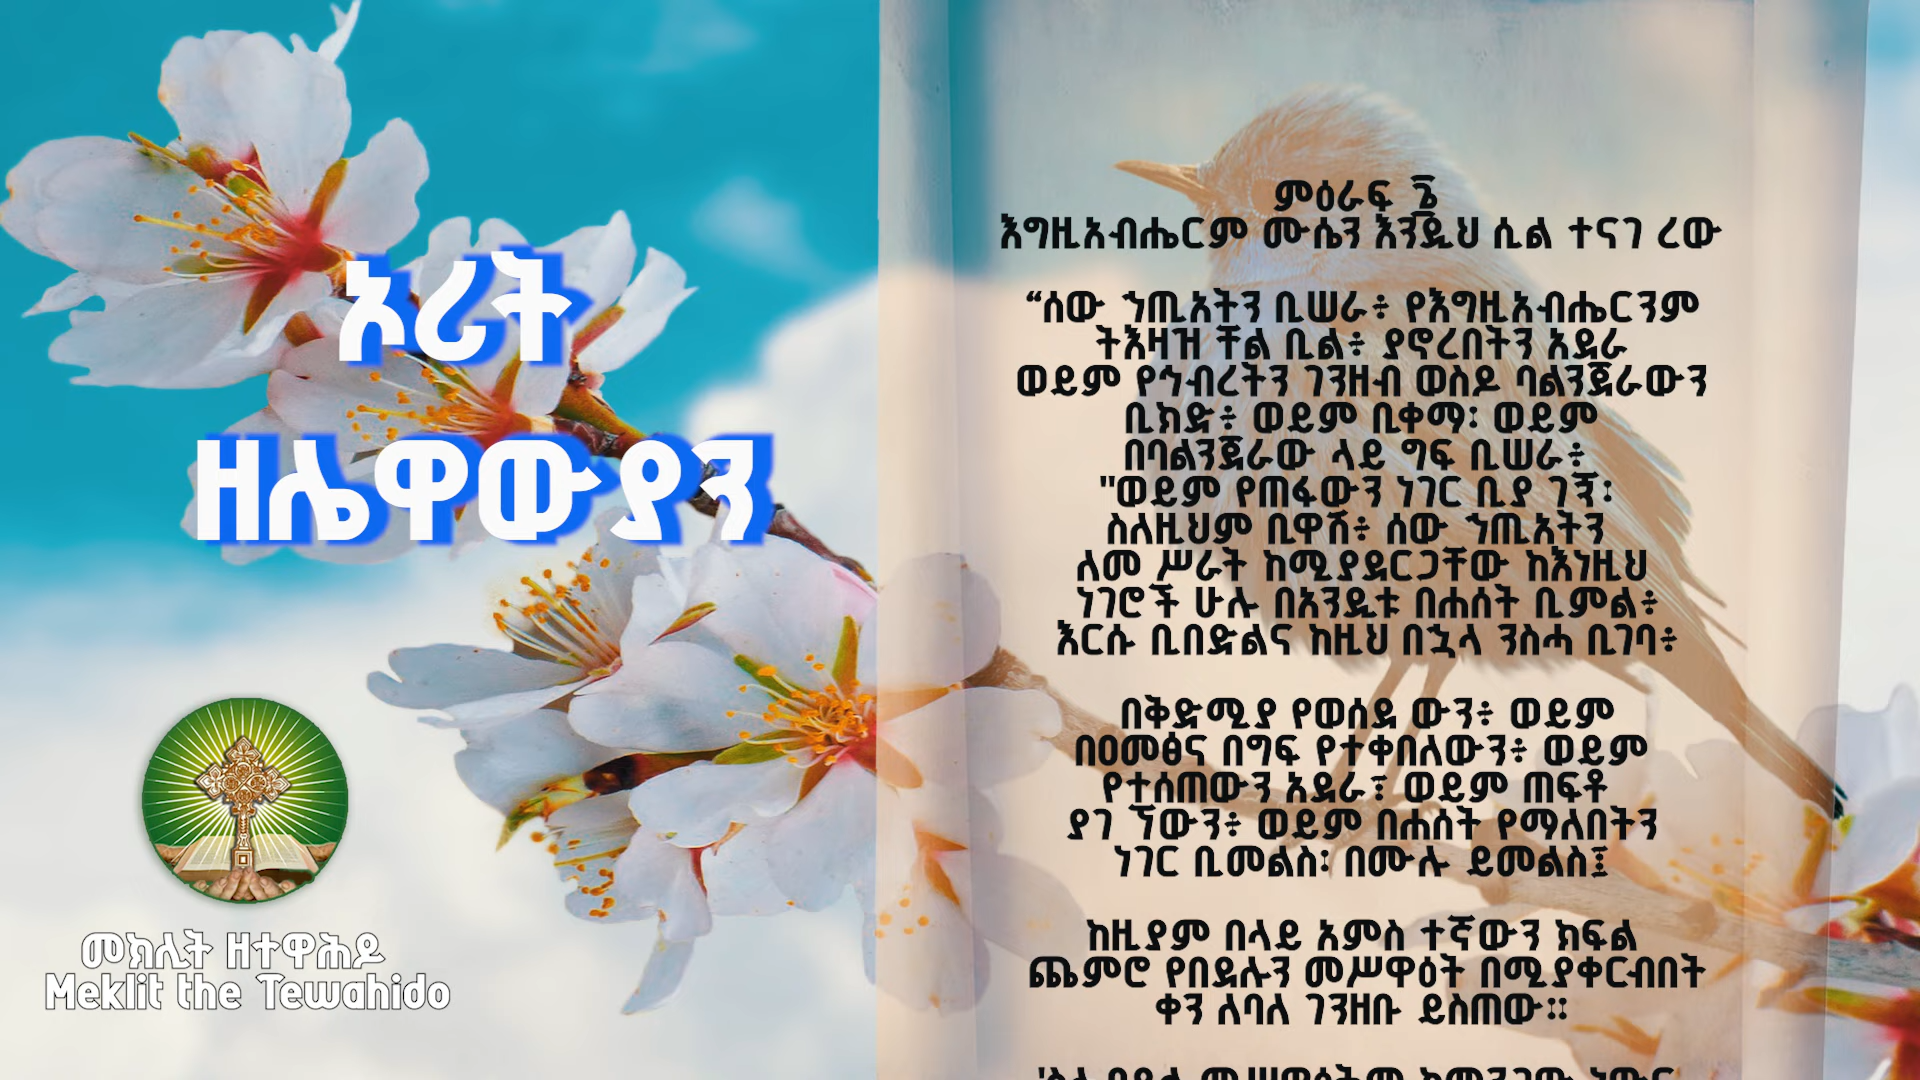 ኦሪት
ዘሌዋውያን
መክሊት ዘተዋሕዶ
Meklit the Tewahido
ምዕራፍ ፮
እግዚአብሔርም ሙሴን እንዲህ ሲል ተናገ ረው
“ሰው ኀጢአትን ቢሠራ፥ የእግዚአብሔርንም
ትእዛዝ ቸል ቢል፥ ያኖረበትን አደራ
ወይም የኅብረትን ገንዘብ ወስዶ ባልንጀራውን
ቢክድ፥ ወይም ቢቀማ፤ ወይም
በባልንጀራው ላይ ግፍ ቢሠራ፥
"ወይም የጠፋውን ነገር ቢያ ገኝ፤
ስለዚህም ቢዋሽ፥ ሰው ኀጢአትን
ለመ ሥራት ከሚያደርጋቸው ከእነዚህ
ነገሮች ሁሉ በአንዲቱ በሐሰት ቢምል፥
እርሱ ቢበድልና ከዚህ በኋላ ንስሓ ቢገባ፥
በቅድሚያ የወሰደ ውን፥ ወይም
በዐመፅና በግፍ የተቀበለውን፥ ወይም
የተሰጠውን አደራ፣ ወይም ጠፍቶ
ያገ ኘውን፥ ወይም በሐሰት የማለበትን
ነገር ቢመልስ፤ በሙሉ ይመልስ፤
ከዚያም በላይ አምስ ተኛውን ክፍል
ጨምሮ የበደሉን መሥዋዕት በሚያቀርብበት
ቀን ለባለ ገንዘቡ ይስጠው።